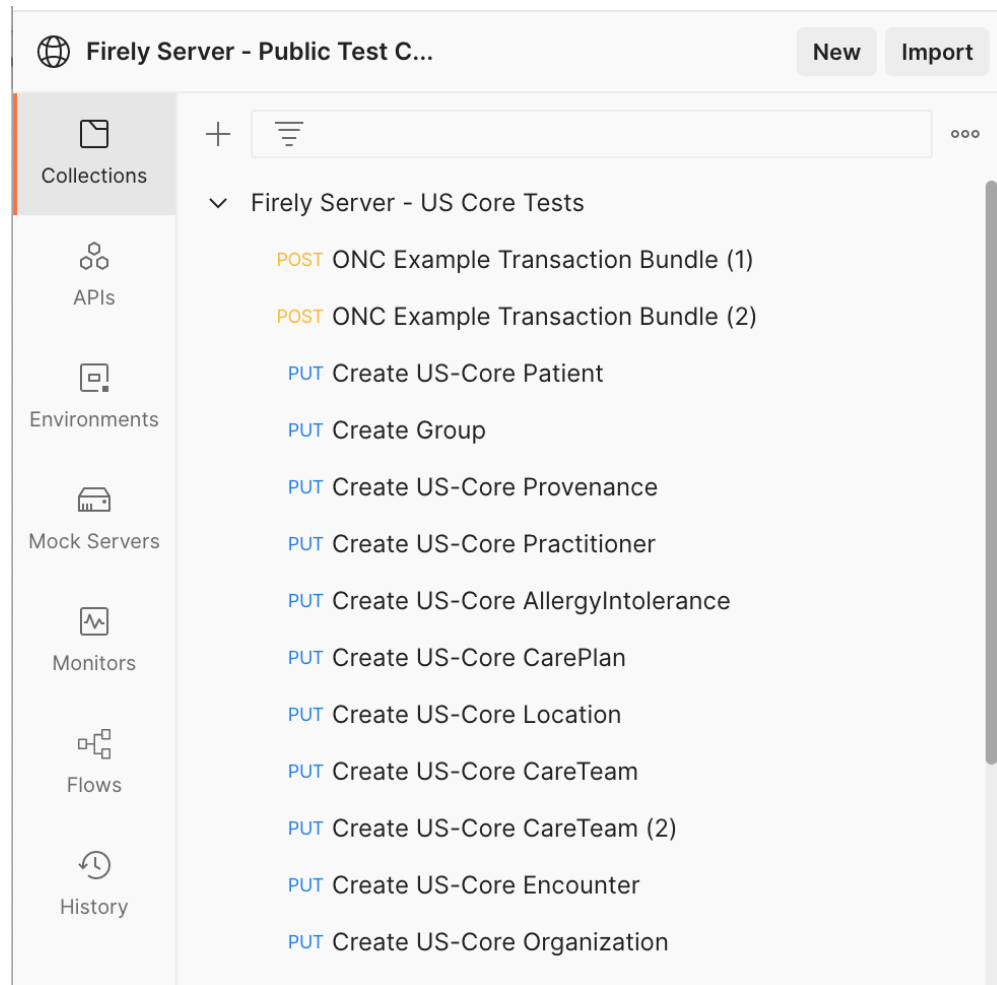 Firely Server - Public Test C...
New
Import
Collections
APIs
Environments
Mock Servers
Monitors
Flows
History
Firely Server - US Core Tests
POST ONC Example Transaction Bundle (1)
POST ONC Example Transaction Bundle (2)
PUT Create US-Core Patient
PUT Create Group
PUT Create US-Core Provenance
PUT Create US-Core Practitioner
PUT Create US-Core AllergyIntolerance
PUT Create US-Core CarePlan
PUT Create US-Core Location
PUT Create US-Core CareTeam
PUT Create US-Core CareTeam (2)
PUT Create US-Core Encounter
PUT Create US-Core Organization